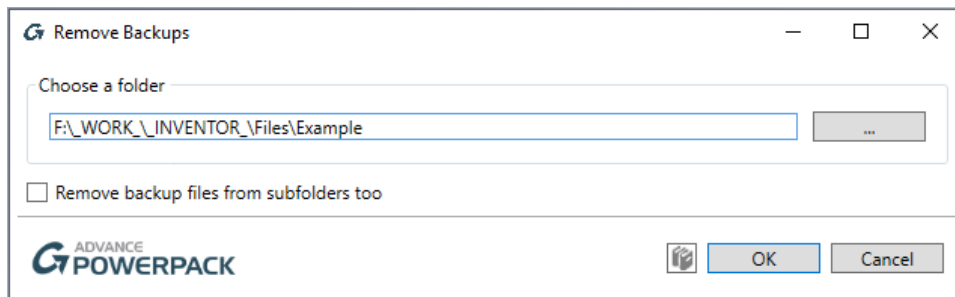 Remove Backups
Choose a folder
F:\_WORK_\_INVENTOR_\Files\Example
...
Remove backup files from subfolders too
ADVANCE
POWERPACK
OK
Cancel